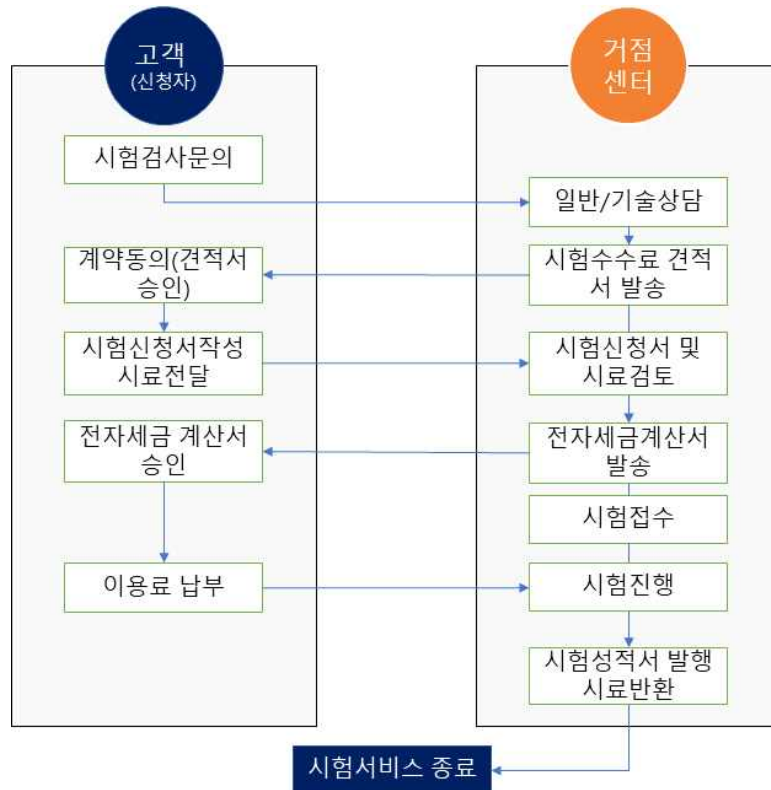 고객
(신청자)
거점
센터
시험검사문의
일반/기술상담
계약동의(견적서
승인)
시험수수료 견적
서 발송
시험신청서작성
시료전달
시험신청서 및
시료검토
전자세금 계산서
승인
전자세금계산서
발송
시험접수
이용료 납부
시험진행
시험성적서 발행
시료반환
시험서비스 종료